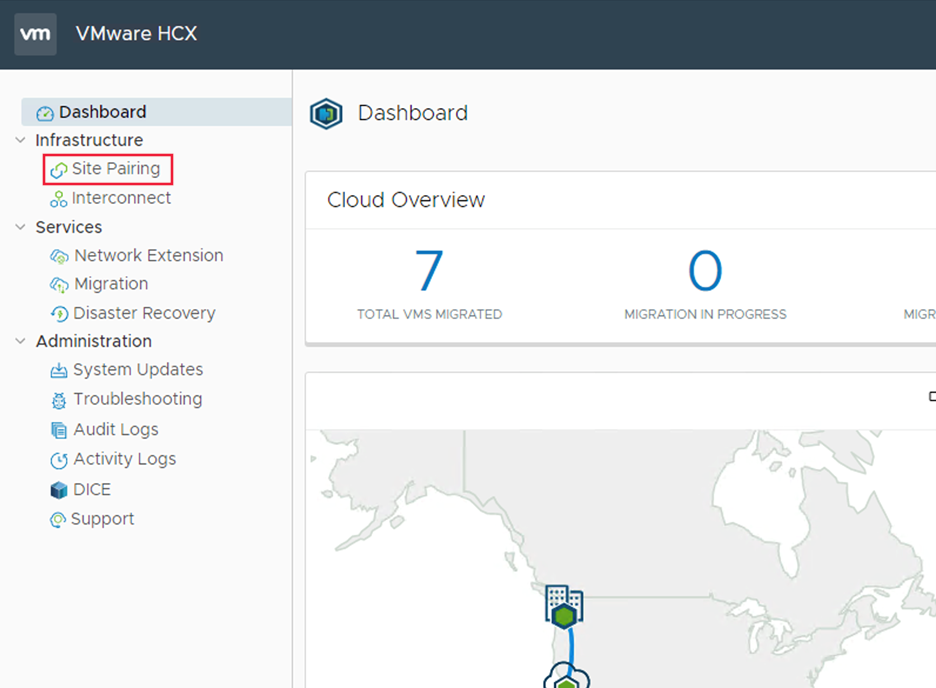 vm VMware HCX
Dashboard
Infrastructure
Site Pairing
Interconnect
Services
Network Extension
Migration
Disaster Recovery
Administration
System Updates
Troubleshooting
Audit Logs
Activity Logs
DICE
Support
Dashboard
Cloud Overview
7
TOTAL VMS MIGRATED
0
MIGRATION IN PROGRESS
MIGR